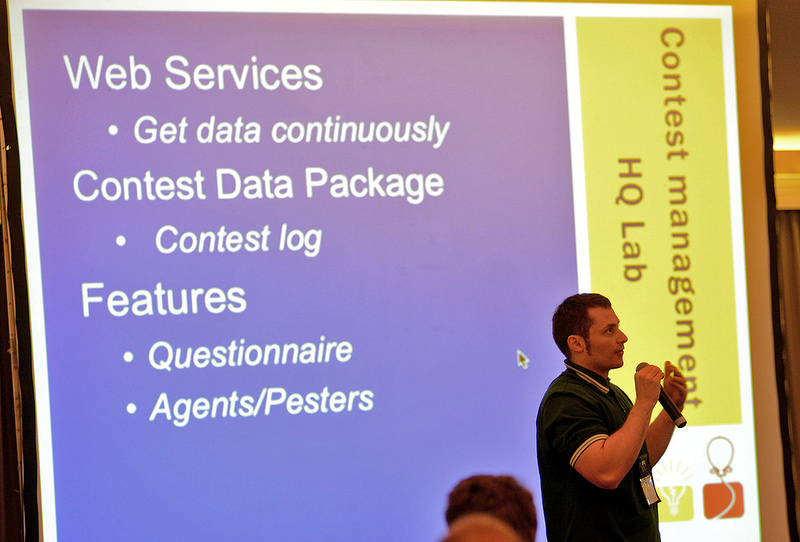 Web Services
• Get data continuously
Contest Data Package
• Contest log
Features
• Questionnaire
• Agents/Pesters
Contest management
HQ Lab